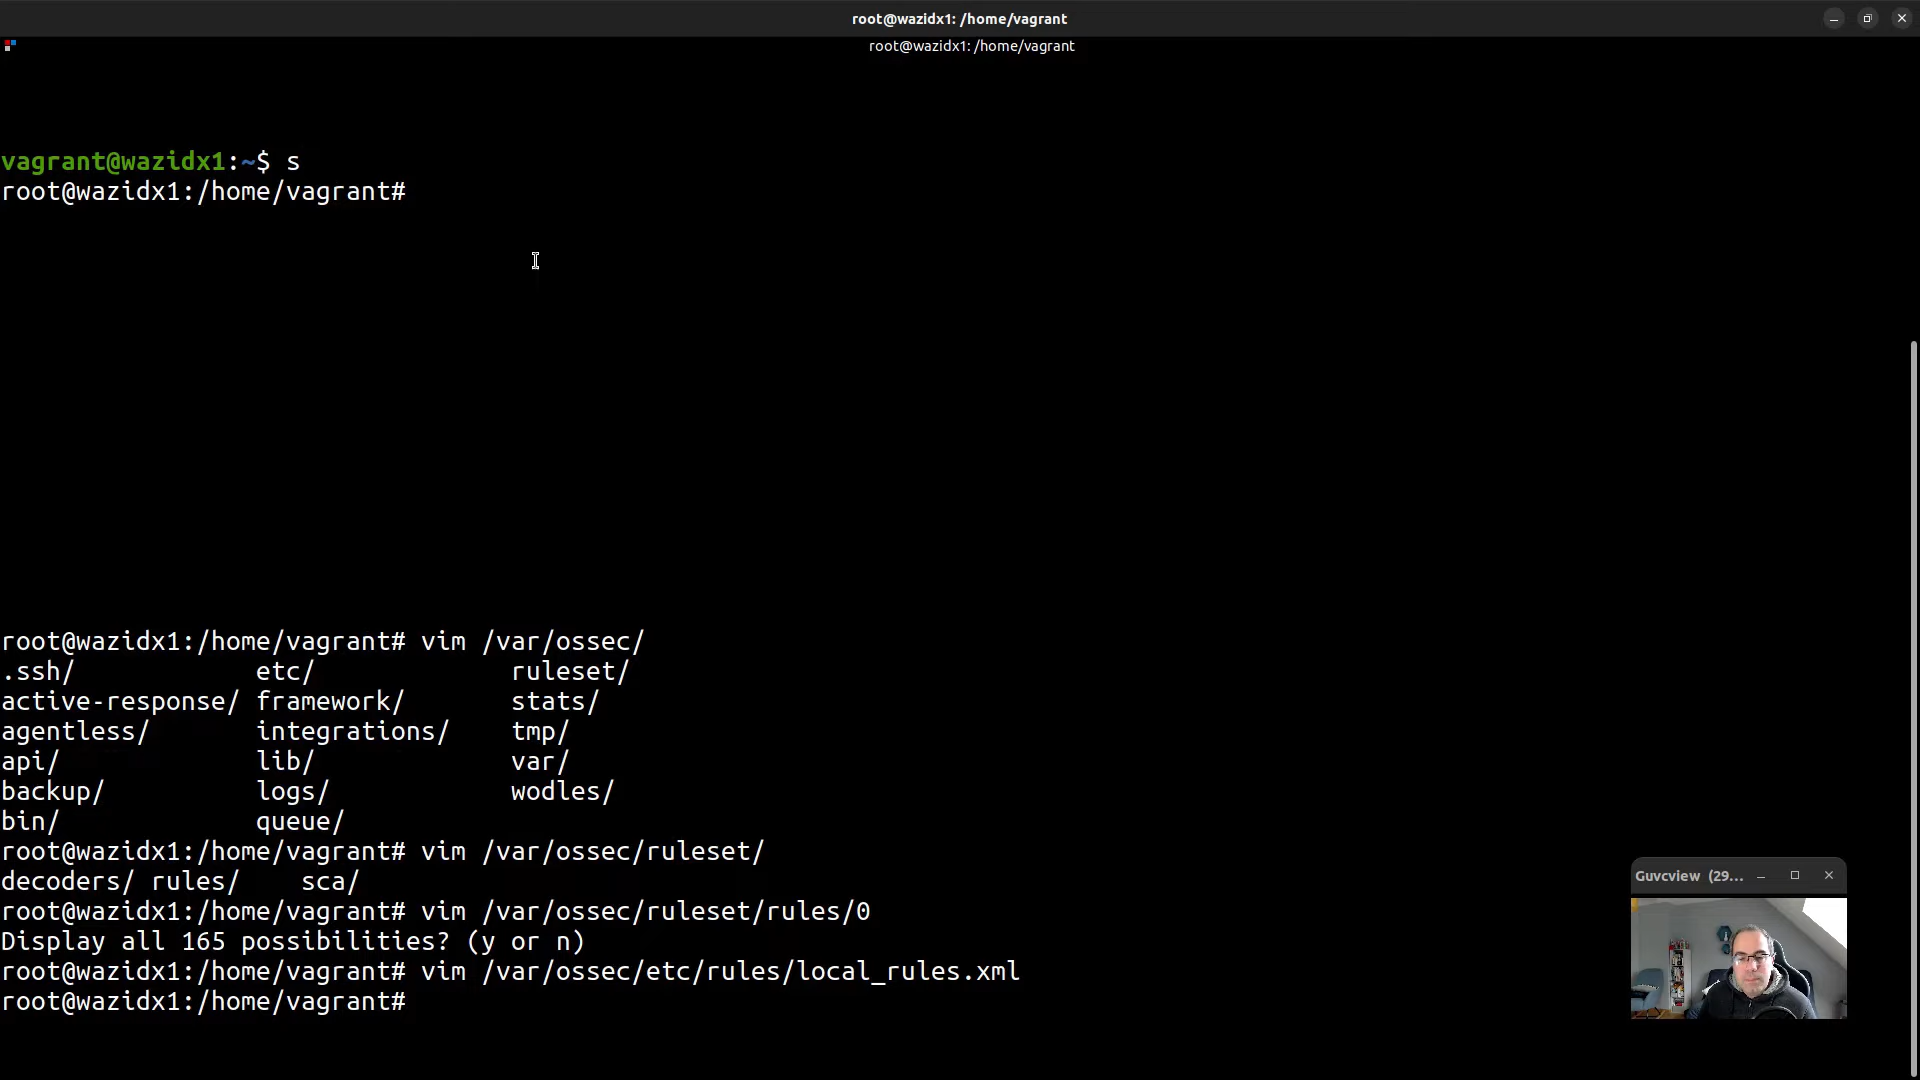 root@wazidx1: /home/vagrant
root@wazidx1: /home/vagrant
vagrant@wazidx1:~$ s
root@wazidx1:/home/vagrant#
root@wazidx1:/home/vagrant# vim /var/ossec/
.ssh/ etc/ ruleset/
active-response/ framework/ stats/
agentless/ integrations/ tmp/
api/ lib/ var/
backup/ logs/ wodles/
bin/ queue/
root@wazidx1:/home/vagrant# vim /var/ossec/ruleset/
decoders/ rules/ sca/
root@wazidx1:/home/vagrant# vim /var/ossec/ruleset/rules/0
Display all 165 possibilities? (y or n)
root@wazidx1:/home/vagrant# vim /var/ossec/etc/rules/local_rules.xml
root@wazidx1:/home/vagrant#
Guvcview (29...